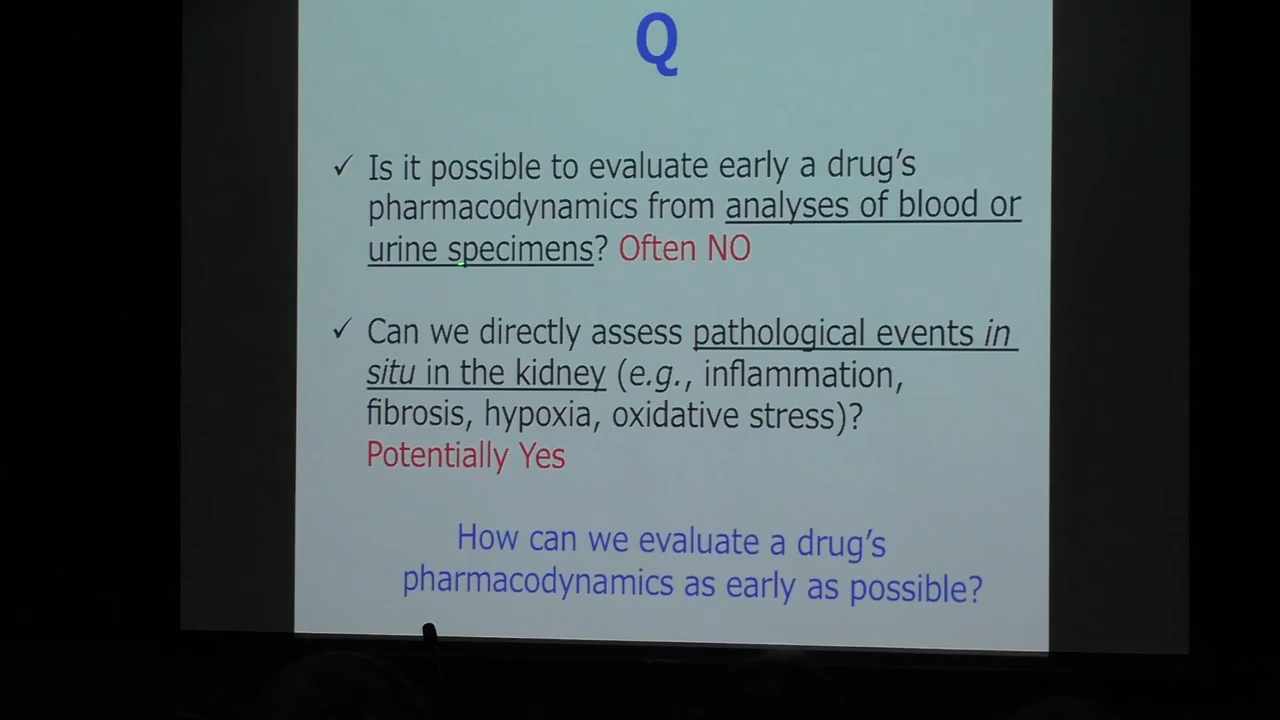 Q
✓ Is it possible to evaluate early a drug's
pharmacodynamics from analyses of blood or
urine specimens? Often NO
✓ Can we directly assess pathological events in
situ in the kidney (e.g., inflammation,
fibrosis, hypoxia, oxidative stress)?
Potentially Yes
How can we evaluate a drug's
pharmacodynamics as early as possible?